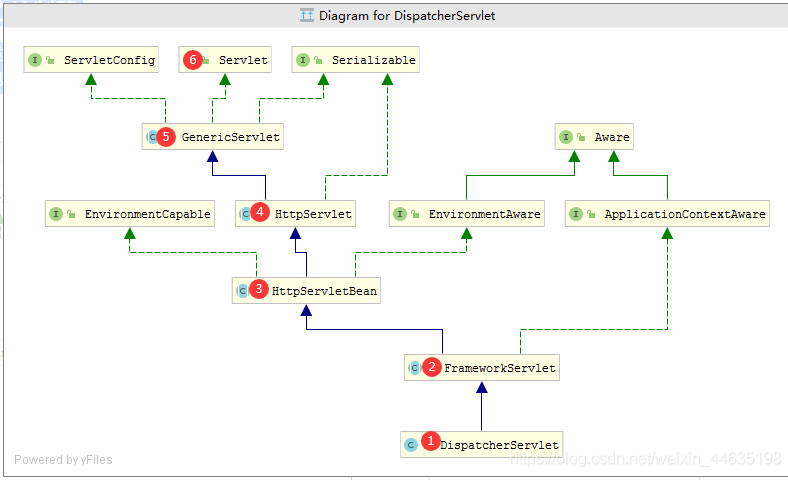 Diagram for DispatcherServlet
I ServletConfig
6 Servlet
I Serializable
C 5 GenericServlet
I Aware
I EnvironmentCapable
C 4 HttpServlet
I EnvironmentAware
I ApplicationContextAware
C 3 HttpServletBean
C 2 FrameworkServlet
C 1 DispatcherServlet
Powered by yFiles
https://blog.csdn.net/weixin_44635198